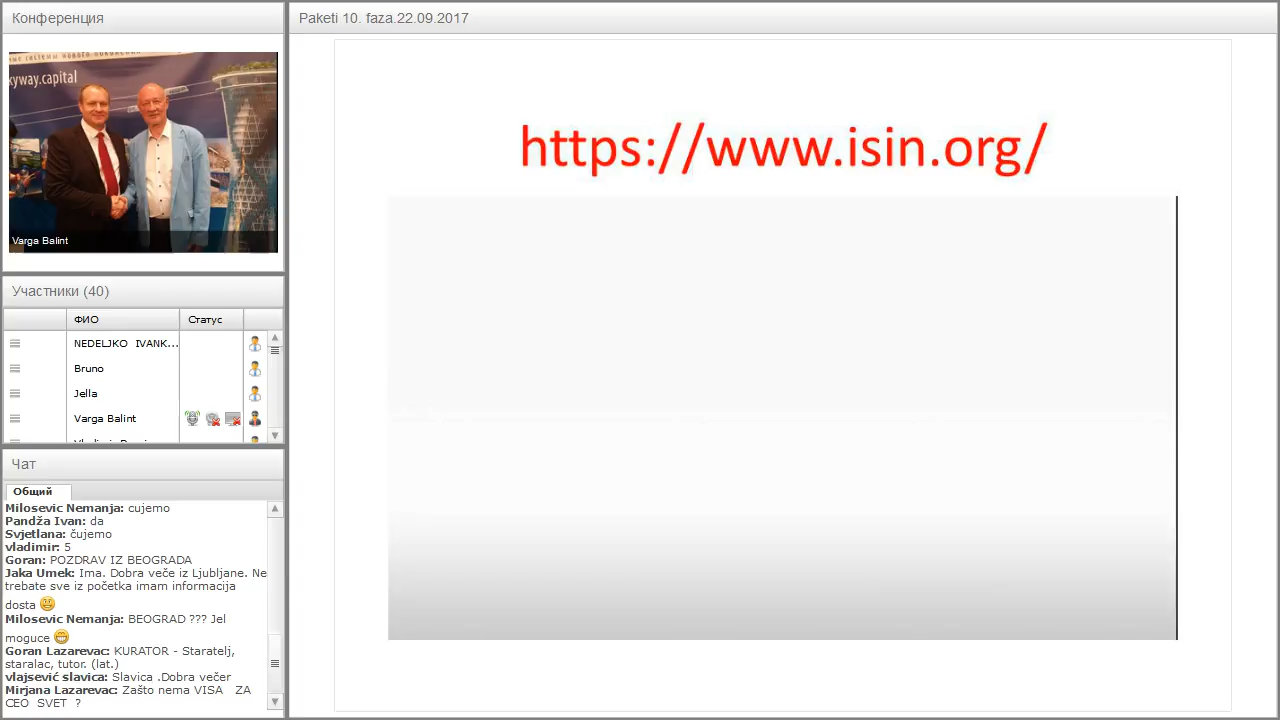 Конференция
kyway.capital
Varga Balint
Участники (40)
ФИО Статус
NEDELJKO IVANK...
Bruno
Jella
Varga Balint
Чат
Общий
Milosevic Nemanja: cujemo
Pandža Ivan: da
Svjetlana: čujemo
vladimir: 5
Goran: POZDRAV IZ BEOGRADA
Jaka Umek: Ima. Dobra veče iz Ljubljane. Ne
trebate sve iz početka imam informacija
dosta
Milosevic Nemanja: BEOGRAD ??? Jel
moguce
Goran Lazarevac: KURATOR - Staratelj,
staralac, tutor. (lat.)
vlajsević slavica: Slavica .Dobra večer
Mirjana Lazarevac: Zašto nema VISA ZA
CEO SVET ?
Paketi 10. faza.22.09.2017
https://www.isin.org/